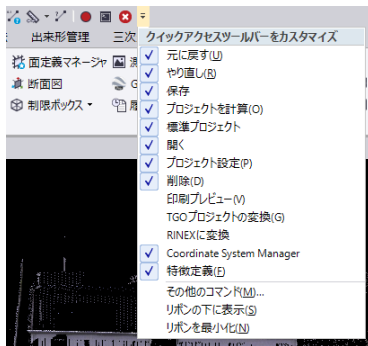 出来形管理 三次
クイックアクセスツールバーをカスタマイズ
面定義マネージャ
断面図 G
制限ボックス
元に戻す(U)
やり直し(R)
保存
プロジェクトを計算(O)
標準プロジェクト
開く
プロジェクト設定(P)
削除(D)
印刷プレビュー(V)
TGOプロジェクトの変換(G)
RINEXに変換
Coordinate System Manager
特徴定義(F)
その他のコマンド(M)...
リボンの下に表示(S)
リボンを最小化(N)